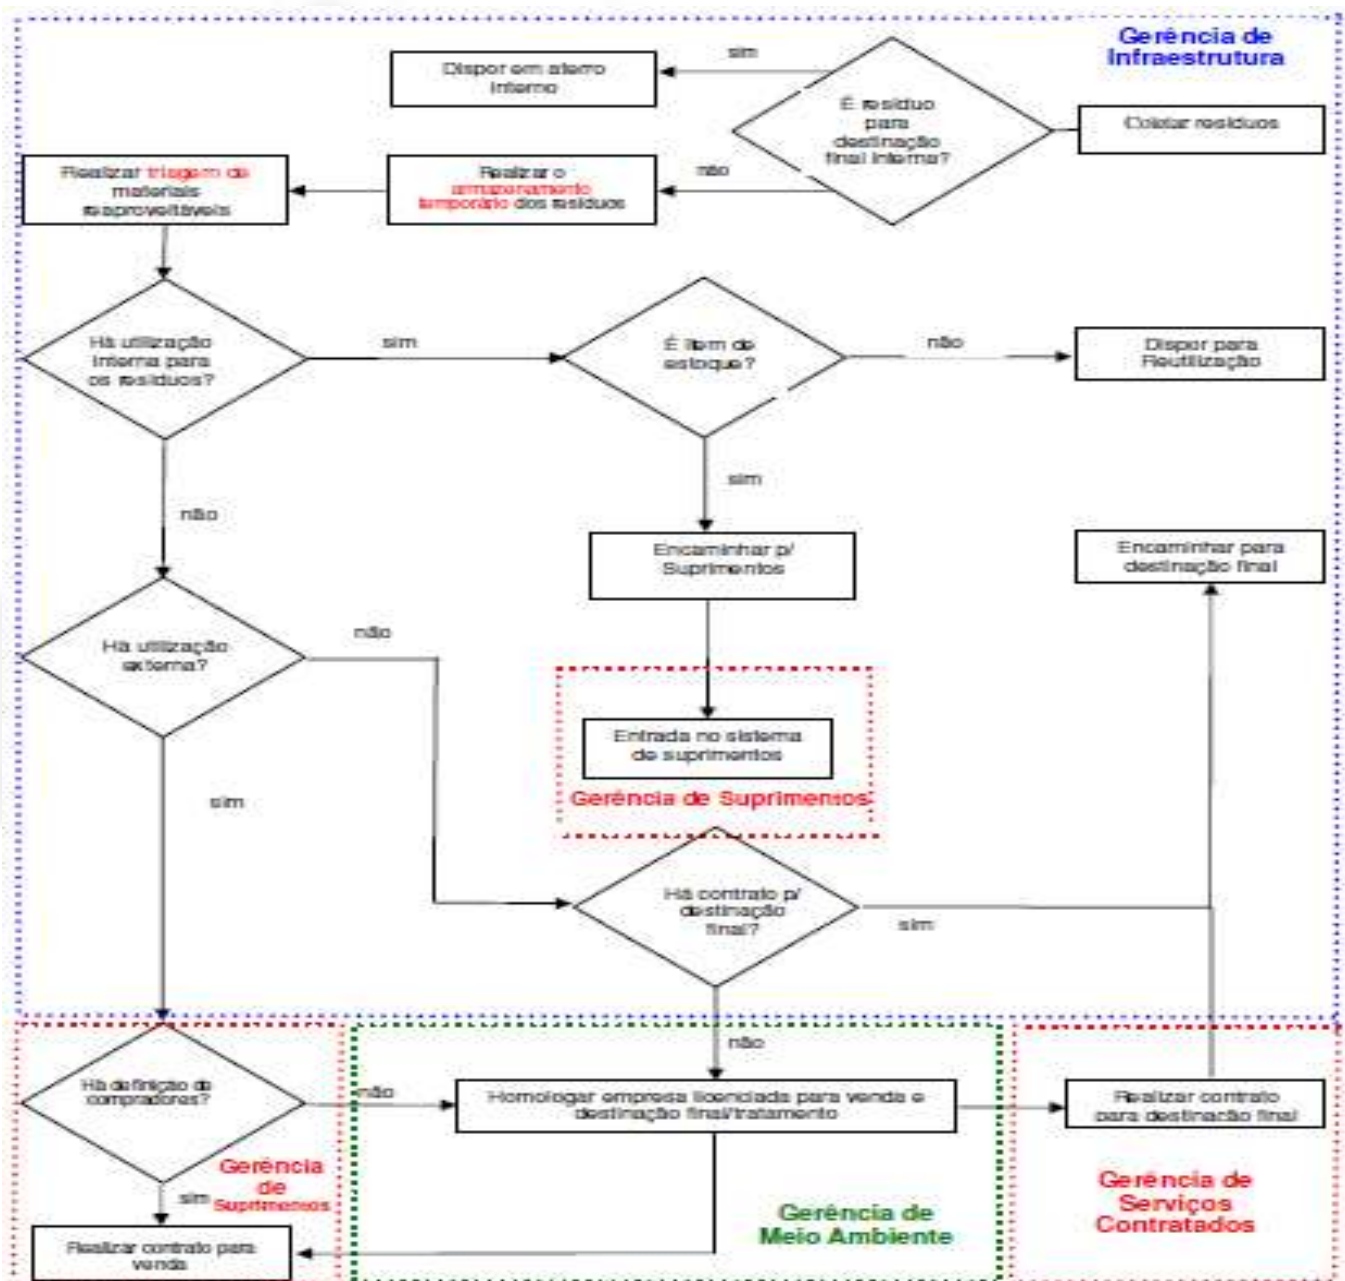 Gerência de
Infraestrutura
sim
Dispor em aterro
Interno
É resíduo
para
destinação
final interna?
Coletar resíduos
não
Realizar o
armazenamento
temporário dos resíduos
Realizar triagem de
materiais
reaproveitáveis
Há utilização
Interna para
os resíduos?
sim
É item de
estoque?
não
Dispor para
Reutilização
sim
não
Encaminhar p/
Suprimentos
Encaminhar para
destinação final
Há utilização
externa?
não
Entrada no sistema
de suprimentos
Gerência de Suprimentos
sim
Há contrato p/
destinação
final?
sim
não
Há definição de
compradores?
não
Homologar empresa licenciada para venda e
destinação final/tratamento
Realizar contrato
para destinação final
Gerência
de
Suprimentos
sim
Realizar contrato para
venda
Gerência de
Meio Ambiente
Gerência de
Serviços
Contratados